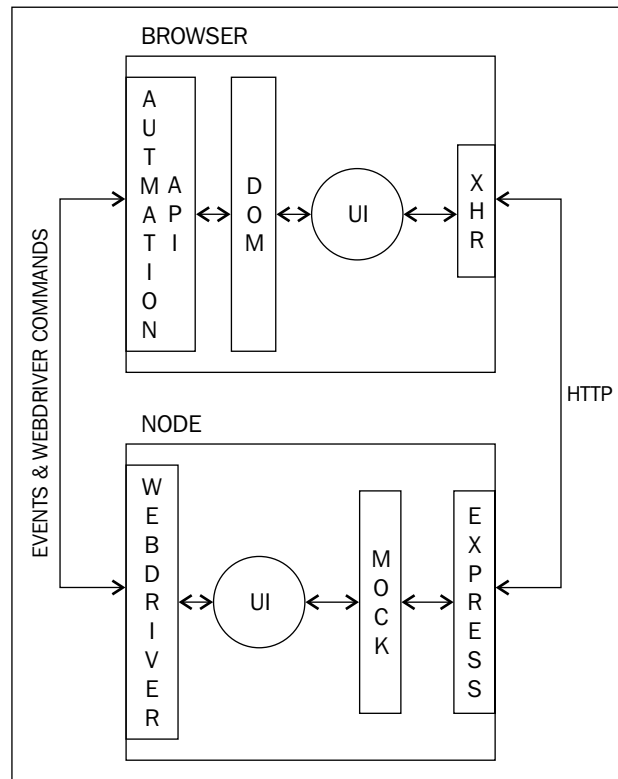 BROWSER
AUTMATION
API
DOM
UI
XHR
EVENTS & WEBDRIVER COMMANDS
HTTP
NODE
WEBDRIVER
UI
MOCK
EXPRESS